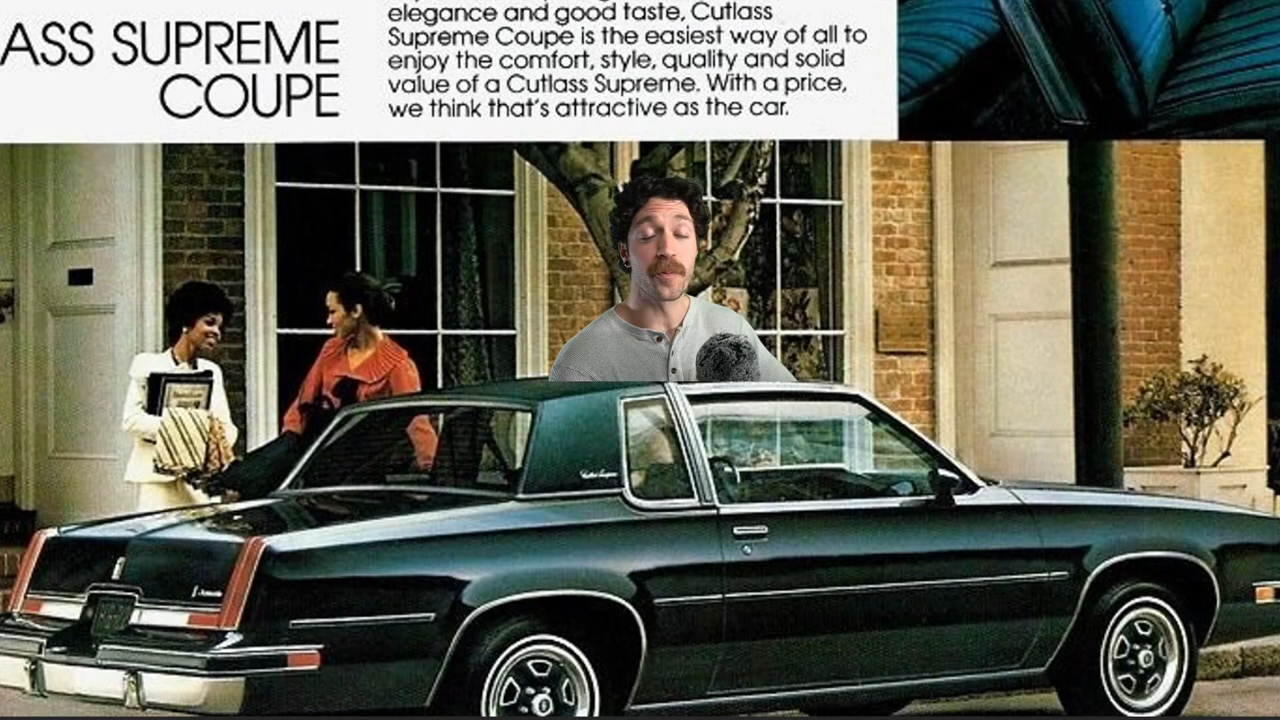 ASS SUPREME
COUPE
elegance and good taste, Cutlass
Supreme Coupe is the easiest way of all to
enjoy the comfort, style, quality and solid
value of a Cutlass Supreme. With a price,
we think that's attractive as the car.